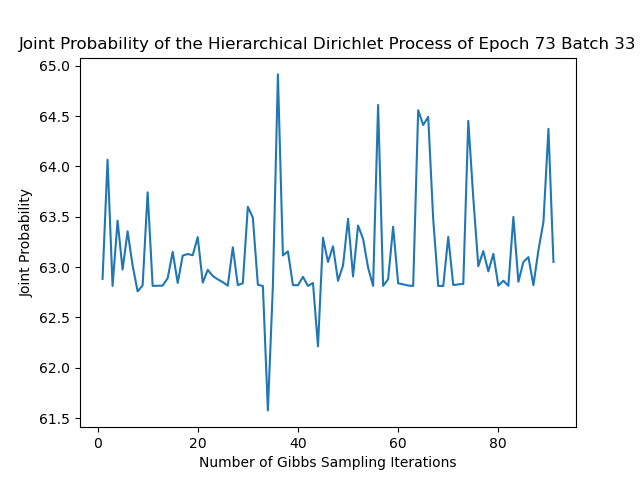 Joint Probability of the Hierarchical Dirichlet Process of Epoch 73 Batch 33
65.0
64.5
64.0
63.5
63.0
62.5
62.0
61.5
Joint Probability
0 20 40 60 80
Number of Gibbs Sampling Iterations